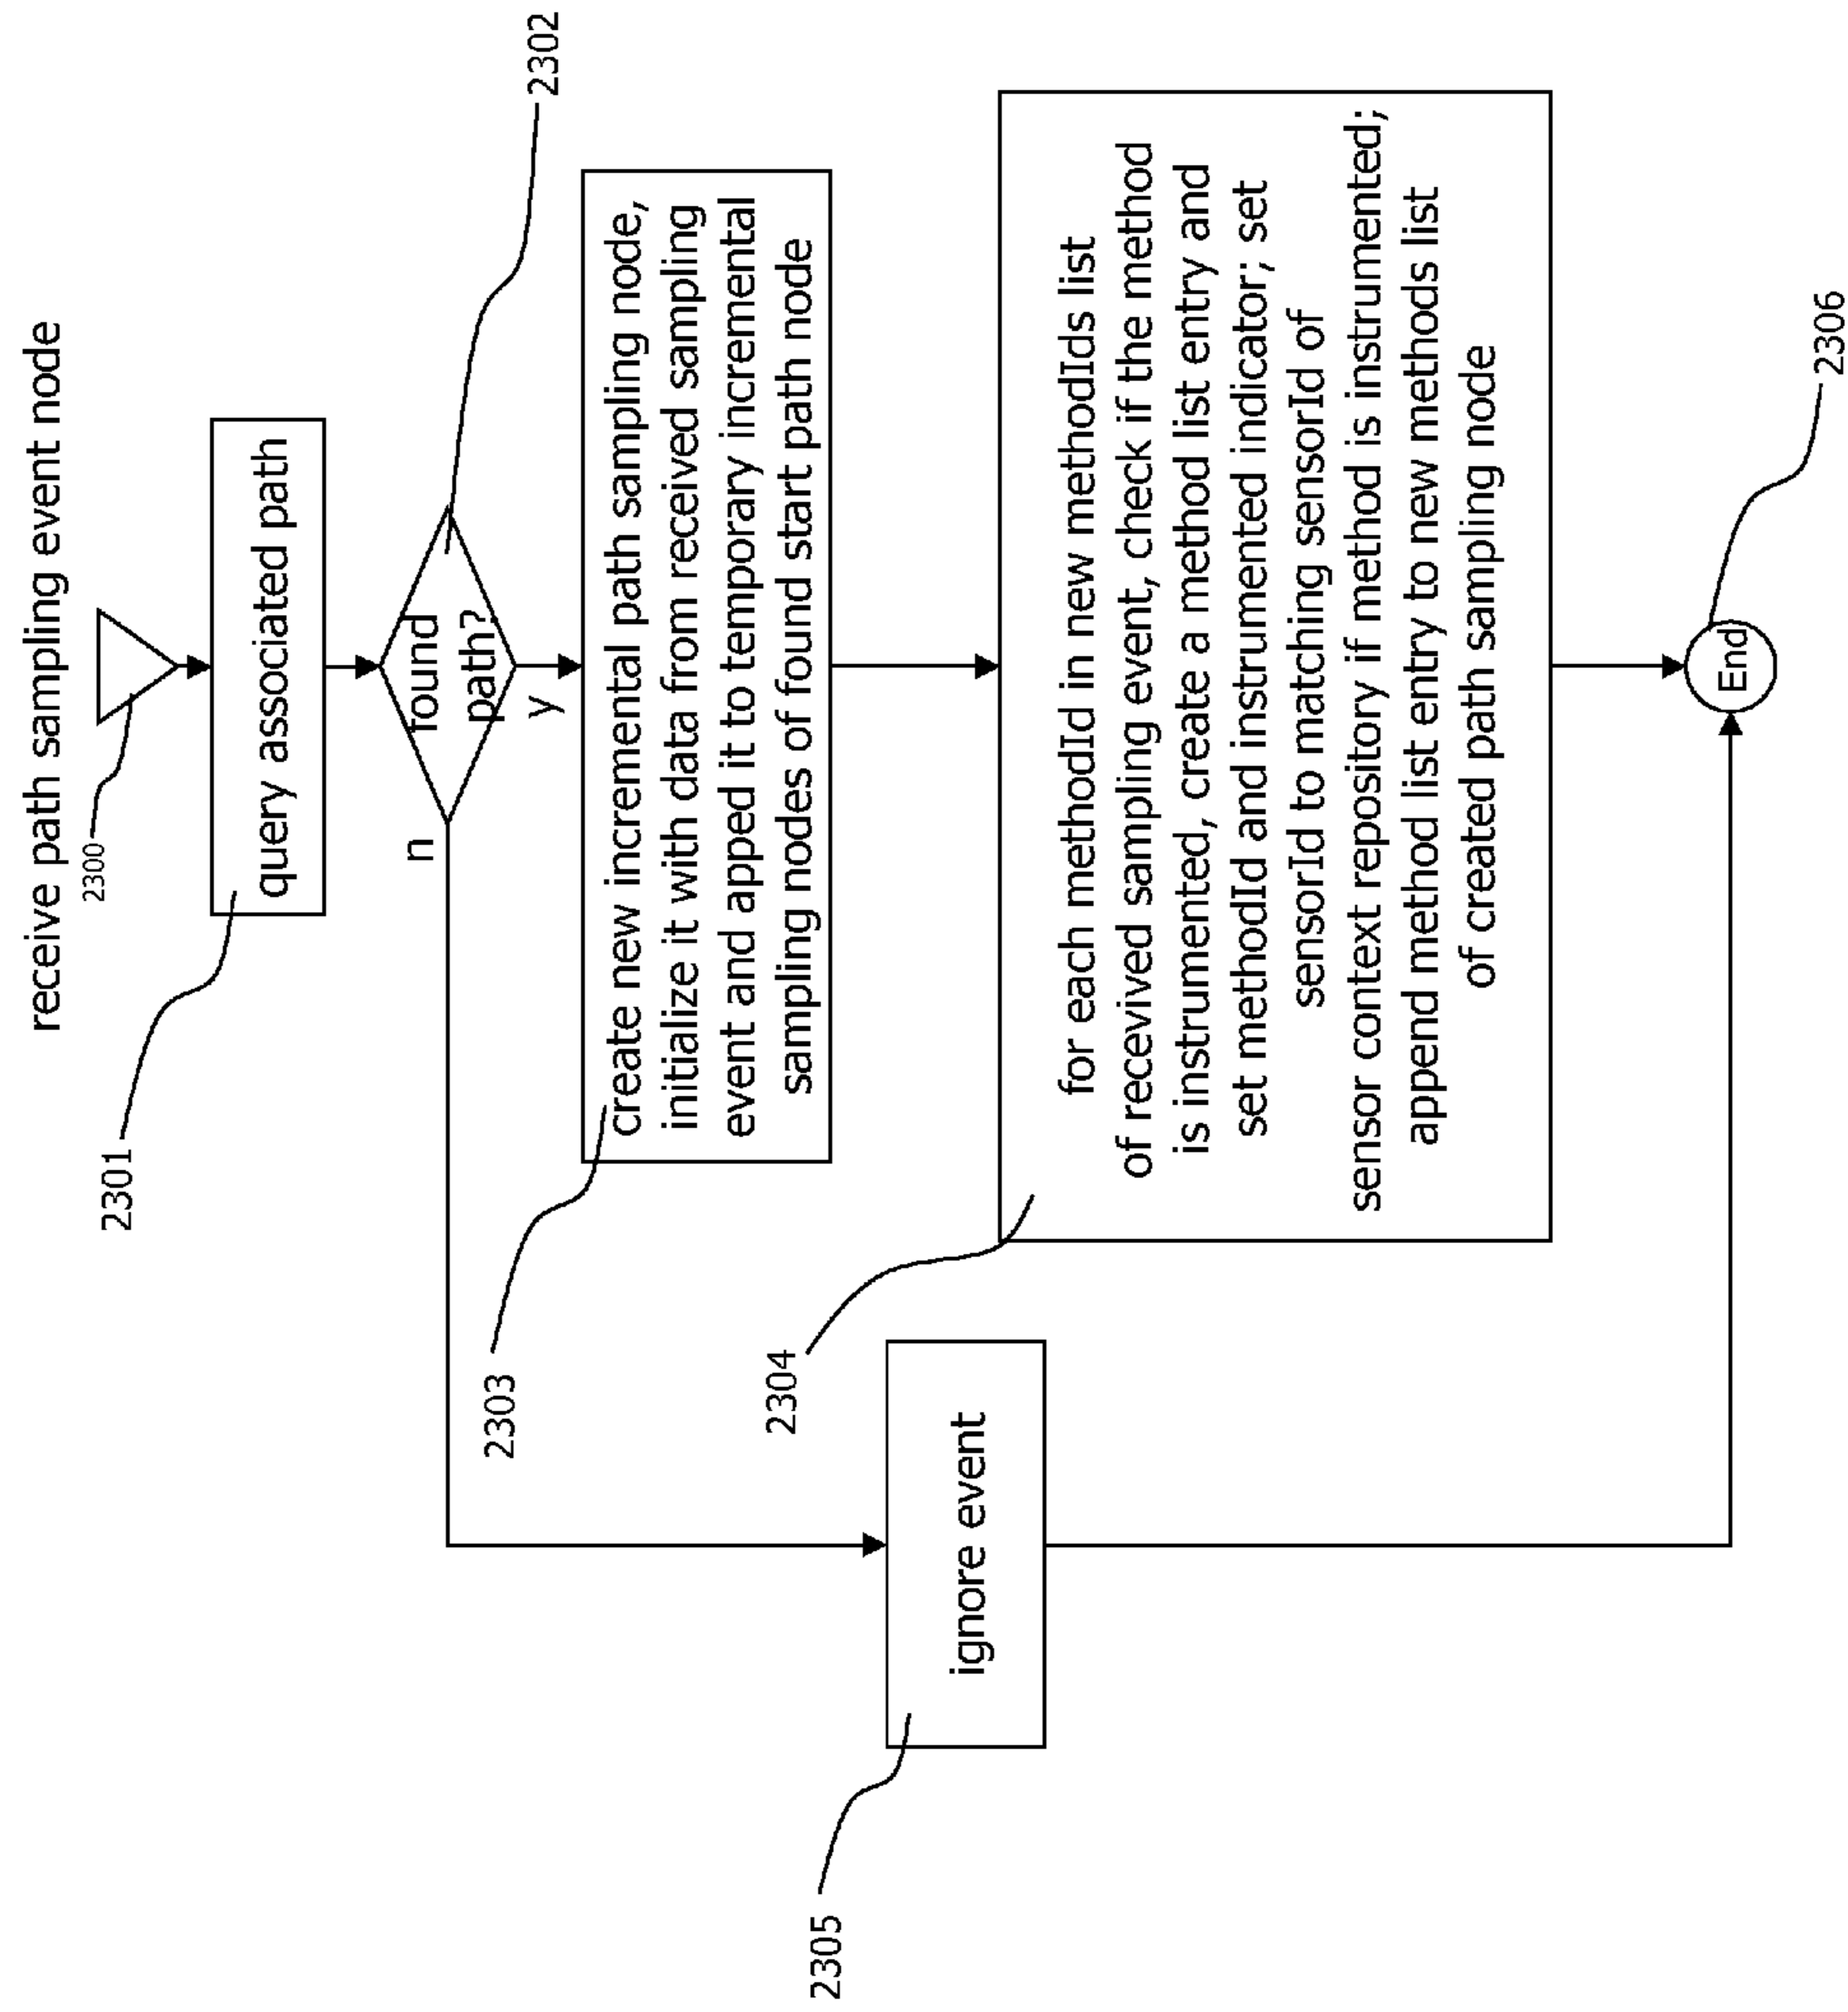 receive path sampling event node
2300
2301
query associated path
2302
found
path?
n
y
2303
create new incremental path sampling node,
initialize it with data from received sampling
event and apped it to temporary incremental
sampling nodes of found start path node
2304
for each methodId in new methodIds list
of recevived sampling event, check if the method
is instrumented, create a method list entry and
set methodId and instrumented indicator; set
sensorId to matching sensorId of
sensor context repository if method is instrumented;
append method list entry to new methods list
of created path sampling node
2305
ignore event
End
2306